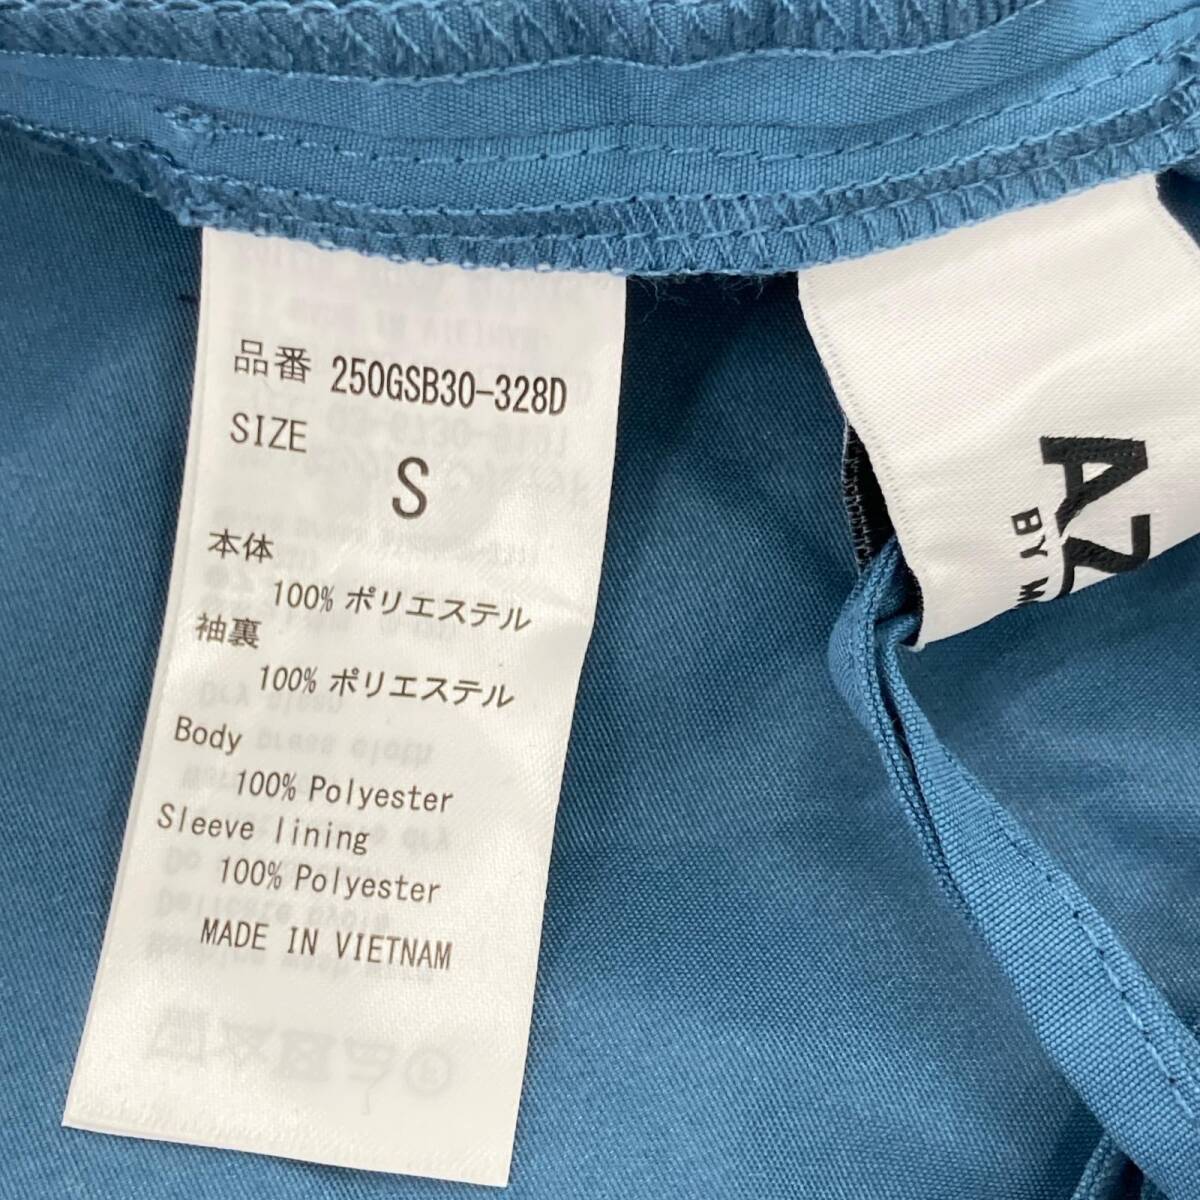 品番 250GSB30-328D
SIZE
S
本体
100% ポリエステル
袖裏
100% ポリエステル
Body
100% Polyester
Sleeve lining
100% Polyester
MADE IN VIETNAM
AZ
BY